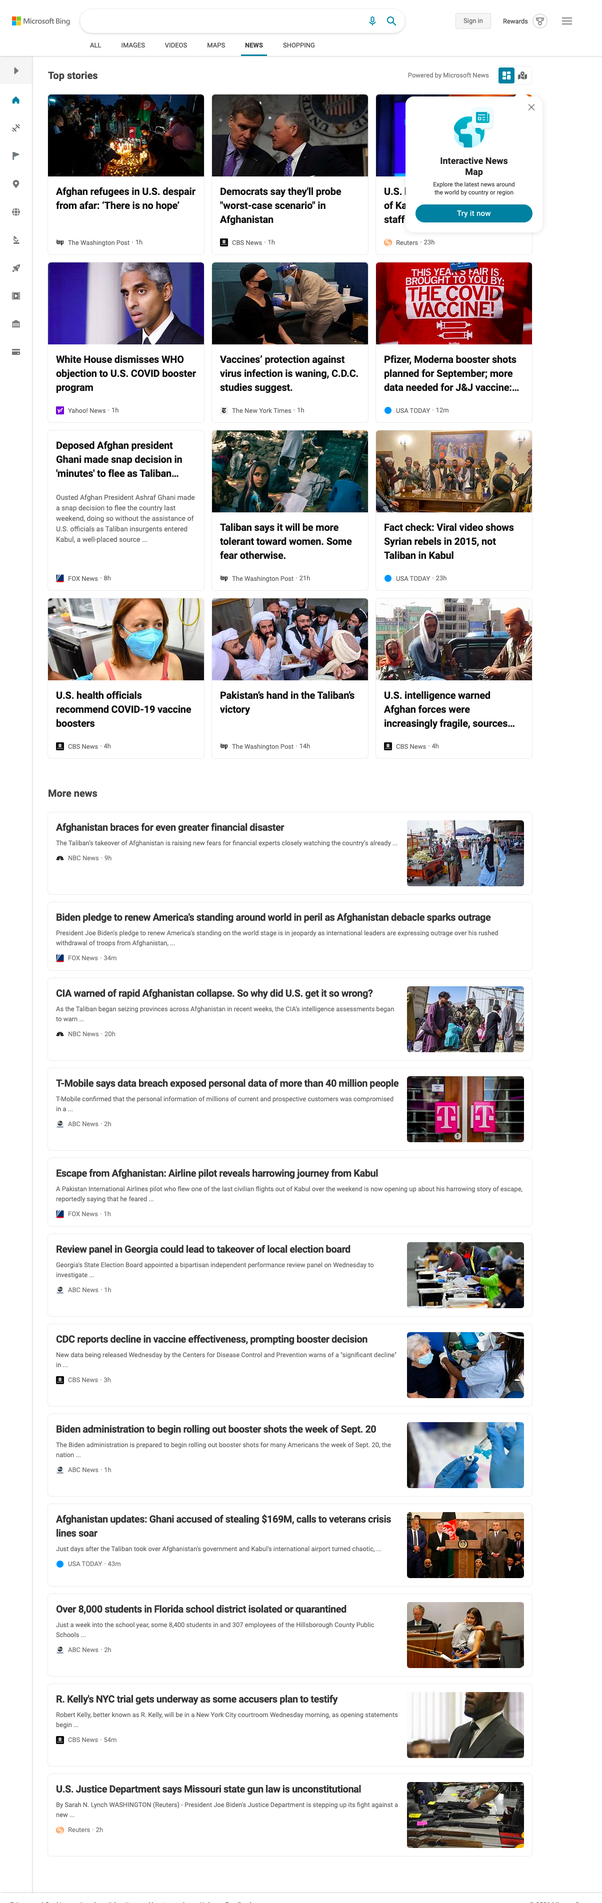 Microsoft Bing
Sign in
Rewards
ALL
IMAGES
VIDEOS
MAPS
NEWS
SHOPPING
Top stories
Powered by Microsoft News
Interactive News
Map
Explore the latest news around
the world by country or region
Try it now
Afghan refugees in U.S. despair
from afar: ‘There is no hope’
The Washington Post · 1h
Democrats say they'll probe
"worst-case scenario" in
Afghanistan
CBS News · 1h
U.S.
of Ka
staff
Reuters · 23h
White House dismisses WHO
objection to U.S. COVID booster
program
Yahoo! News · 1h
Vaccines’ protection against
virus infection is waning, C.D.C.
studies suggest.
The New York Times · 1h
THIS YEAR'S FAIR IS
BROUGHT TO YOU BY:
THE COVID
VACCINE!
Pfizer, Moderna booster shots
planned for September; more
data needed for J&J vaccine:...
USA TODAY · 12m
Deposed Afghan president
Ghani made snap decision in
'minutes' to flee as Taliban...
Ousted Afghan President Ashraf Ghani made
a snap decision to flee the country last
weekend, doing so without the assistance of
U.S. officials as Taliban insurgents entered
Kabul, a well-placed source ...
FOX News · 8h
Taliban says it will be more
tolerant toward women. Some
fear otherwise.
The Washington Post · 21h
Fact check: Viral video shows
Syrian rebels in 2015, not
Taliban in Kabul
USA TODAY · 23h
U.S. health officials
recommend COVID-19 vaccine
boosters
CBS News · 4h
Pakistan’s hand in the Taliban’s
victory
The Washington Post · 14h
U.S. intelligence warned
Afghan forces were
increasingly fragile, sources...
CBS News · 4h
More news
Afghanistan braces for even greater financial disaster
The Taliban's takeover of Afghanistan is raising new fears for financial experts closely watching the country's already ...
NBC News · 9h
Biden pledge to renew America's standing around world in peril as Afghanistan debacle sparks outrage
President Joe Biden's pledge to renew America's standing on the world stage is in jeopardy as international leaders are expressing outrage over his rushed
withdrawal of troops from Afghanistan, ...
FOX News · 34m
CIA warned of rapid Afghanistan collapse. So why did U.S. get it so wrong?
As the Taliban began seizing provinces across Afghanistan in recent weeks, the CIA's intelligence assessments began
to warn ...
NBC News · 20h
T-Mobile says data breach exposed personal data of more than 40 million people
T-Mobile confirmed that the personal information of millions of current and prospective customers was compromised
in a ...
ABC News · 2h
Escape from Afghanistan: Airline pilot reveals harrowing journey from Kabul
A Pakistan International Airlines pilot who flew one of the last civilian flights out of Kabul over the weekend is now opening up about his harrowing story of escape,
reportedly saying that he feared ...
FOX News · 1h
Review panel in Georgia could lead to takeover of local election board
Georgia's State Election Board appointed a bipartisan independent performance review panel on Wednesday to
investigate ...
ABC News · 1h
CDC reports decline in vaccine effectiveness, prompting booster decision
New data being released Wednesday by the Centers for Disease Control and Prevention warns of a "significant decline"
in ...
CBS News · 3h
Biden administration to begin rolling out booster shots the week of Sept. 20
The Biden administration is prepared to begin rolling out booster shots for many Americans the week of Sept. 20, the
nation ...
ABC News · 1h
Afghanistan updates: Ghani accused of stealing $169M, calls to veterans crisis
lines soar
Just days after the Taliban took over Afghanistan's government and Kabul's international airport turned chaotic, ...
USA TODAY · 43m
Over 8,000 students in Florida school district isolated or quarantined
Just a week into the school year, some 8,400 students in and 307 employees of the Hillsborough County Public
Schools ...
ABC News · 2h
R. Kelly's NYC trial gets underway as some accusers plan to testify
Robert Kelly, better known as R. Kelly, will be in a New York City courtroom Wednesday morning, as opening statements
begin ...
CBS News · 54m
U.S. Justice Department says Missouri state gun law is unconstitutional
By Sarah N. Lynch WASHINGTON (Reuters) - President Joe Biden's Justice Department is stepping up its fight against a
new ...
Reuters · 2h